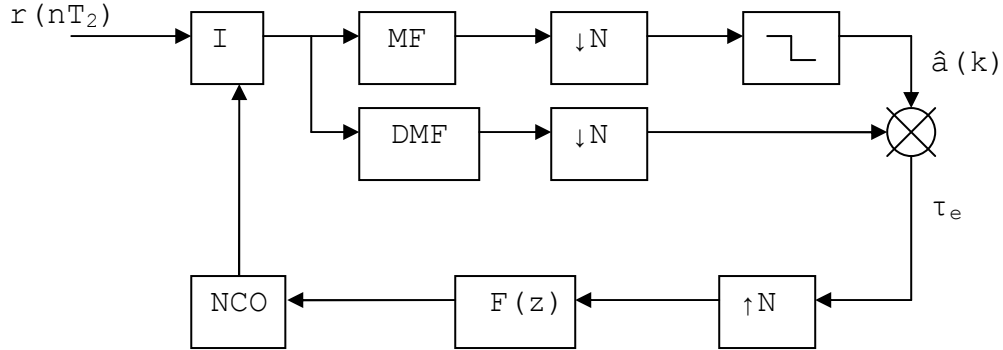 r(nT₂)
I
MF
↓N
â(k)
DMF
↓N
τₑ
NCO
F(z)
↑N